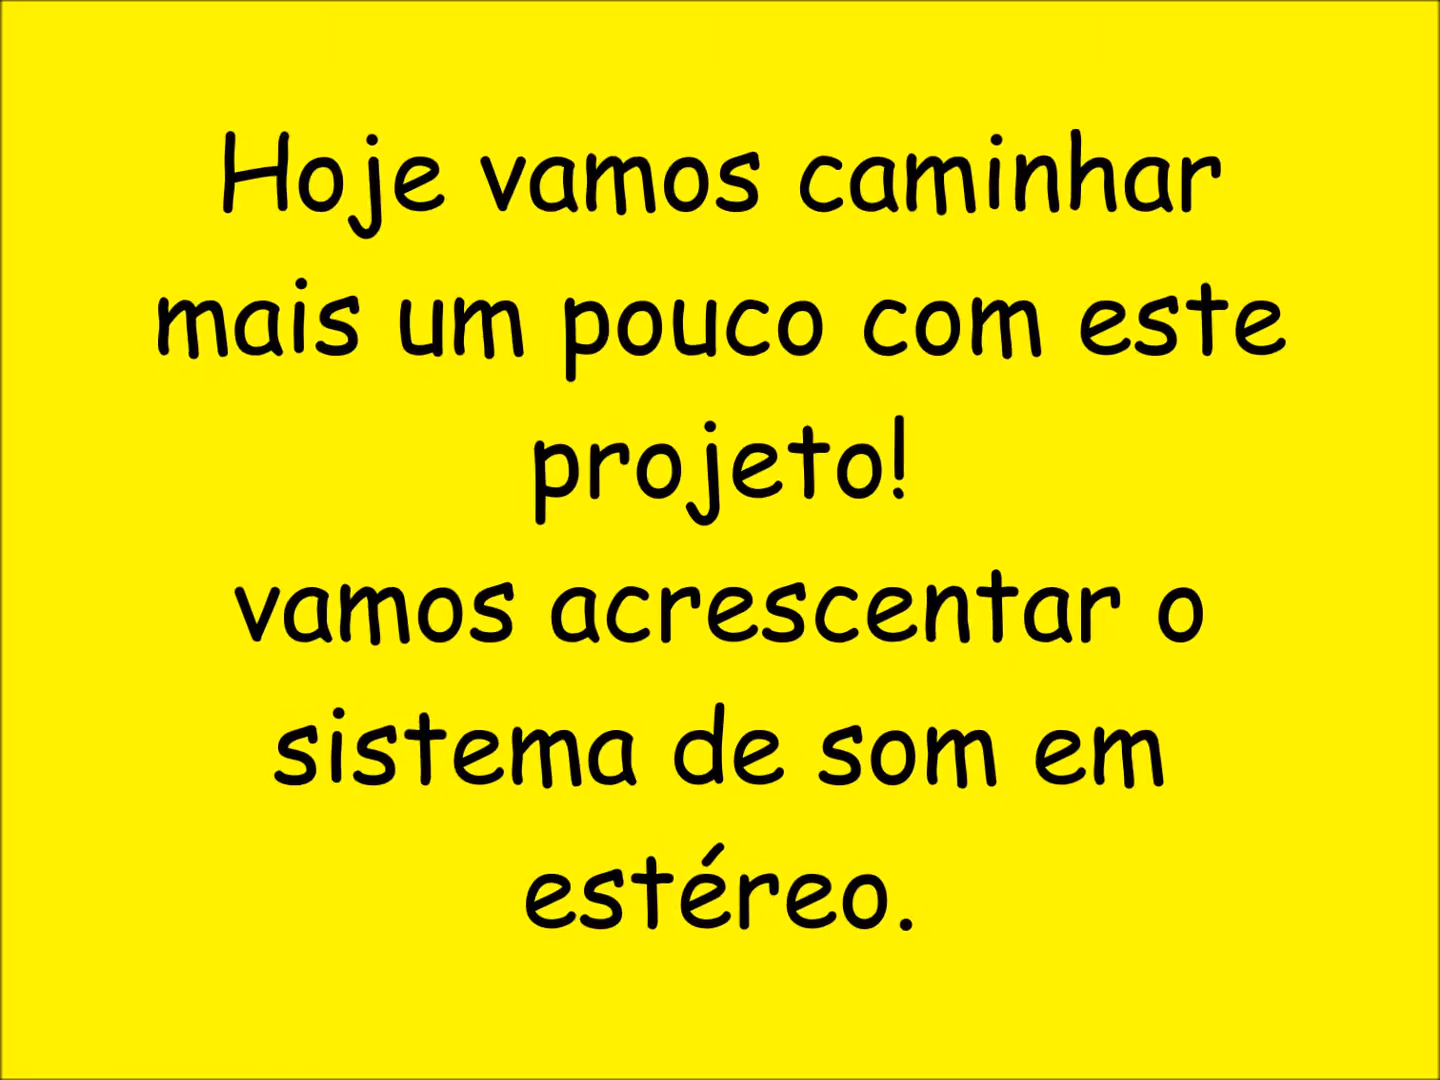 Hoje vamos caminhar
mais um pouco com este
projeto!
vamos acrescentar o
sistema de som em
estéreo.